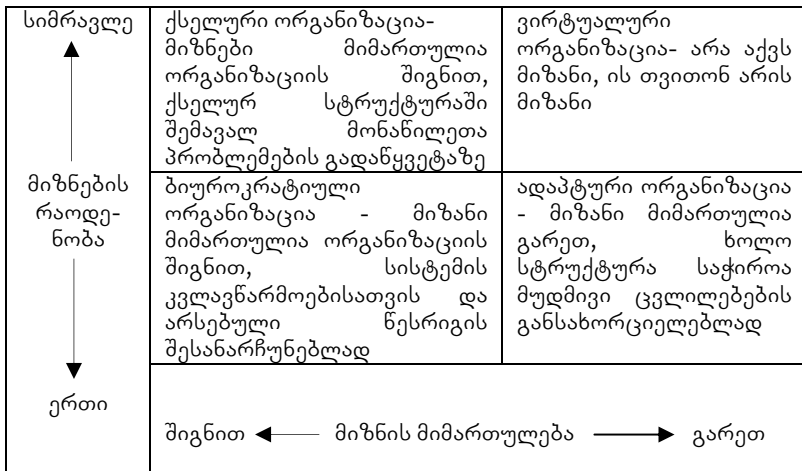 სიმრავლე
მიზნების
რაოდე-
ნობა
ერთი
ქსელური ორგანიზაცია-
მიზნები მიმართულია
ორგანიზაციის შიგნით,
ქსელურ სტრუქტურაში
შემავალ მონაწილეთა
პრობლემების გადაწყვეტაზე
ვირტუალური
ორგანიზაცია- არა აქვს
მიზანი, ის თვითონ არის
მიზანი
ბიუროკრატიული
ორგანიზაცია - მიზანი
მიმართულია ორგანიზაციის
შიგნით, სისტემის
კვლავწარმოებისათვის და
არსებული წესრიგის
შესანარჩუნებლად
ადაპტური ორგანიზაცია
- მიზანი მიმართულია
გარეთ, ხოლო
სტრუქტურა საჭიროა
მუდმივი ცვლილებების
განსახორციელებლად
შიგნით მიზნის მიმართულება გარეთ